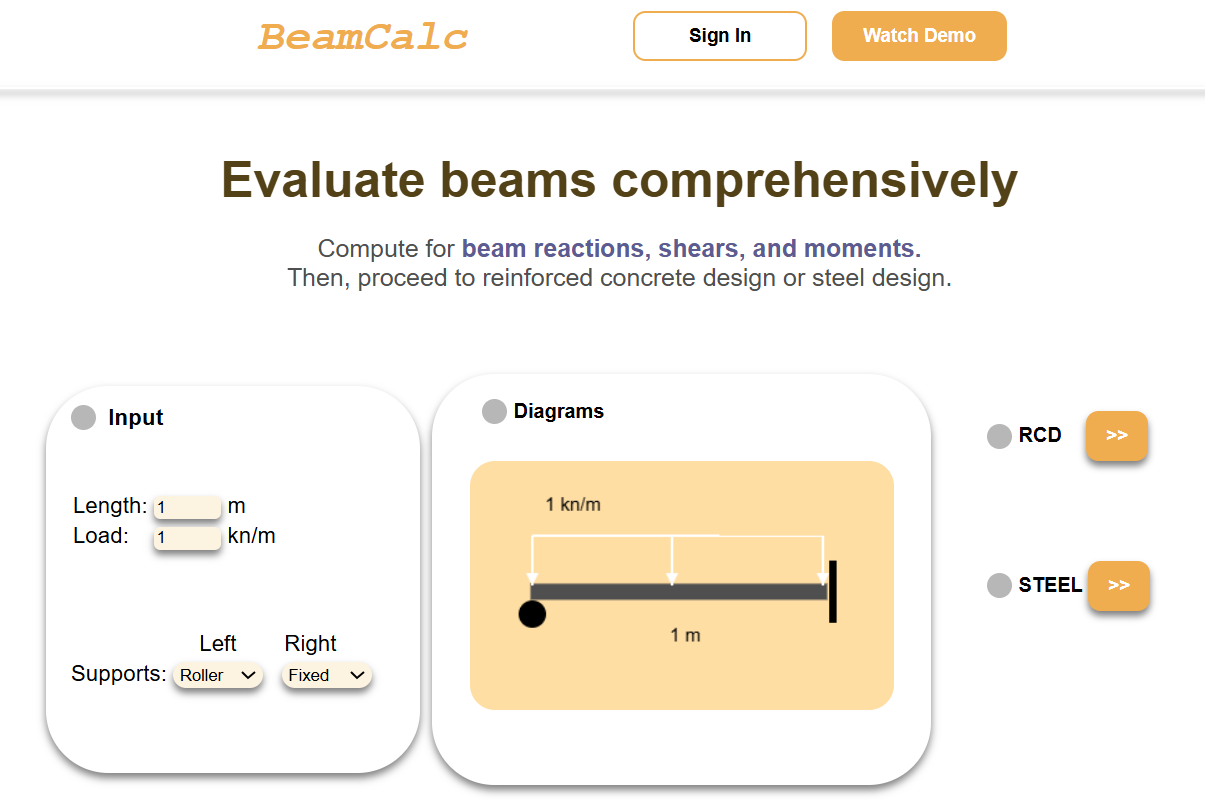 BeamCalc
Sign In
Watch Demo
Evaluate beams comprehensively
Compute for beam reactions, shears, and moments.
Then, proceed to reinforced concrete design or steel design.
Input
Length: 1 m
Load: 1 kn/m
Left Right
Supports: Roller Fixed
Diagrams
1 kn/m
1 m
RCD >>
STEEL >>